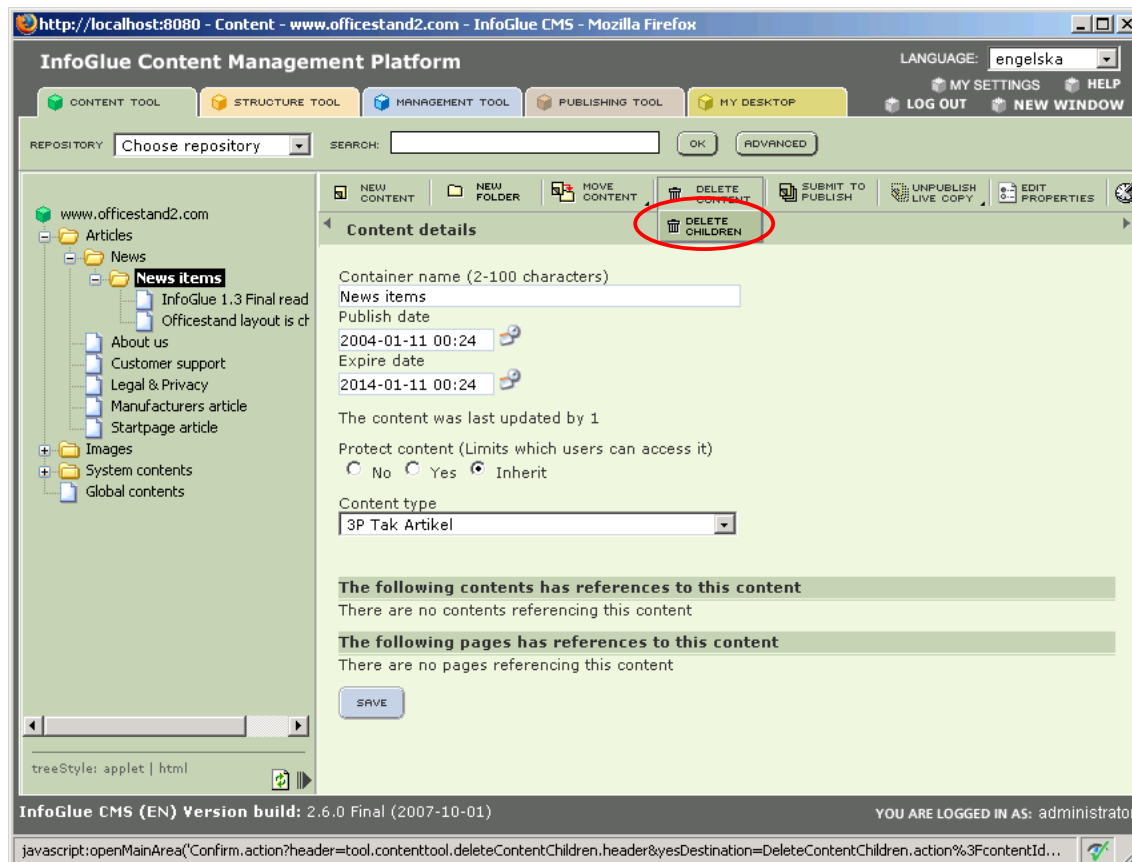 http://localhost:8080 - Content - www.officestand2.com - InfoGlue CMS - Mozilla Firefox
InfoGlue Content Management Platform
LANGUAGE: engelska
MY SETTINGS HELP
LOG OUT NEW WINDOW
CONTENT TOOL STRUCTURE TOOL MANAGEMENT TOOL PUBLISHING TOOL MY DESKTOP
REPOSITORY Choose repository SEARCH: OK ADVANCED
NEW CONTENT
NEW FOLDER
MOVE CONTENT
DELETE CONTENT
SUBMIT TO PUBLISH
UNPUBLISH LIVE COPY
EDIT PROPERTIES
DELETE CHILDREN
www.officestand2.com
Articles
News
News items
InfoGlue 1.3 Final read
Officestand layout is ch
About us
Customer support
Legal & Privacy
Manufacturers article
Startpage article
Images
System contents
Global contents
treeStyle: applet | html
Content details
Container name (2-100 characters)
News items
Publish date
2004-01-11 00:24
Expire date
2014-01-11 00:24
The content was last updated by 1
Protect content (Limits which users can access it)
No Yes Inherit
Content type
3P Tak Artikel
The following contents has references to this content
There are no contents referencing this content
The following pages has references to this content
There are no pages referencing this content
SAVE
InfoGlue CMS (EN) Version build: 2.6.0 Final (2007-10-01) YOU ARE LOGGED IN AS: administrator
javascript:openMainArea('Confirm.action?header=tool.contenttool.deleteContentChildren.header&yesDestination=DeleteContentChildren.action%3FcontentId...